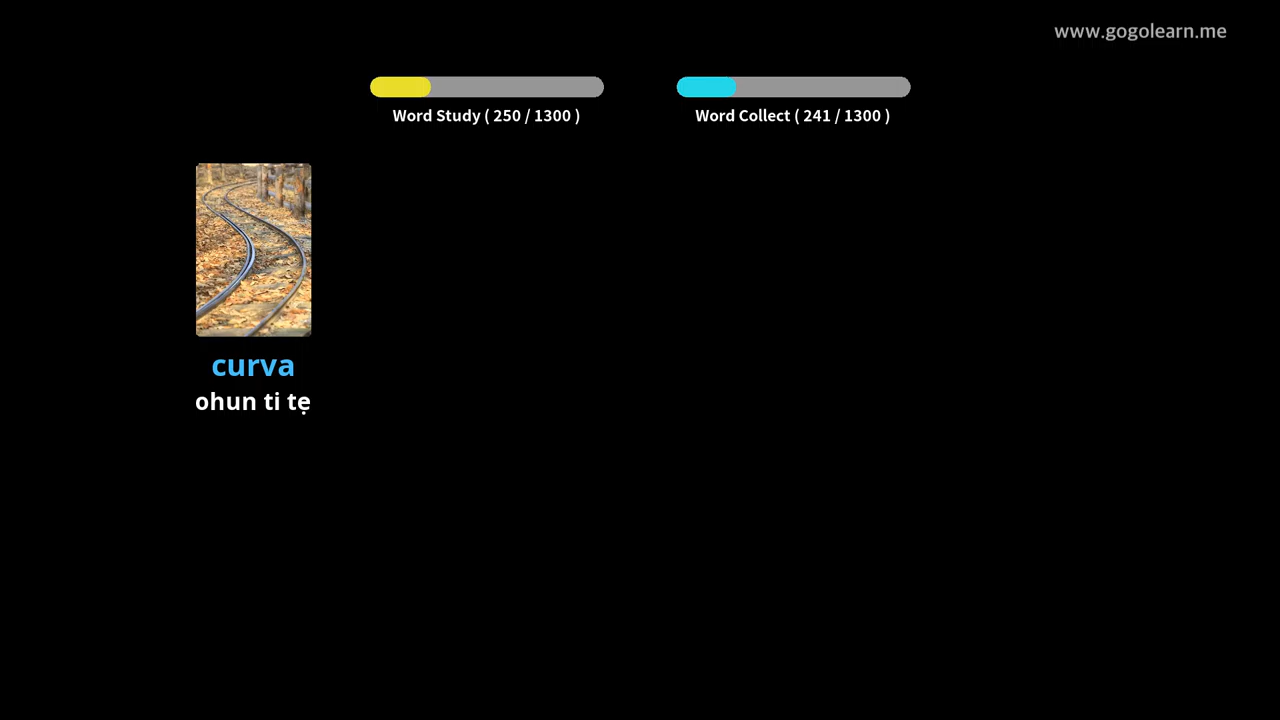 www.gogolearn.me
Word Study ( 250 / 1300 )
Word Collect ( 241 / 1300 )
curva
ohun ti tẹ